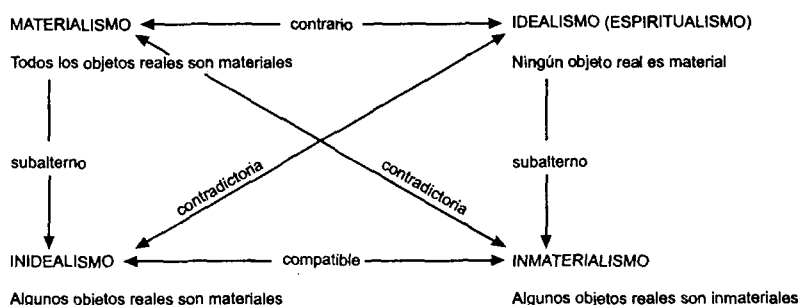 MATERIALISMO contrario IDEALISMO (ESPIRITUALISMO)
Todos los objetos reales son materiales Ningún objeto real es material
subalterno subalterno
contradictoria contradictoria
INIDEALISMO compatible INMATERIALISMO
Algunos objetos reales son materiales Algunos objetos reales son inmateriales